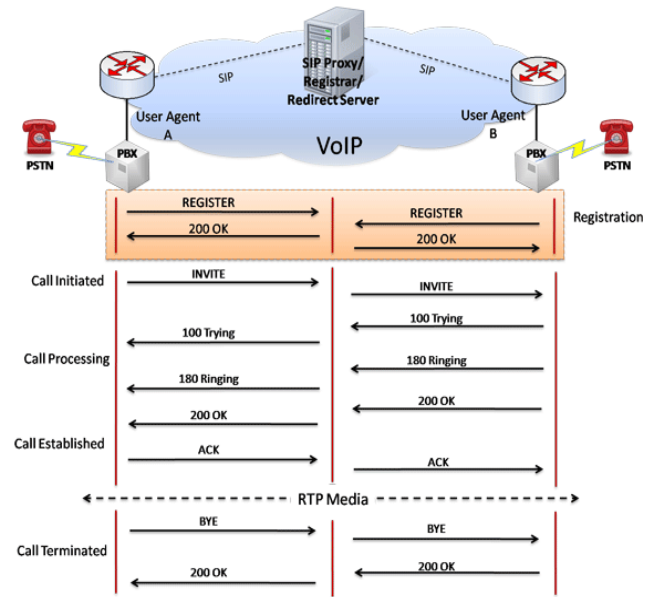 SIP
SIP Proxy/
Registrar/
Redirect Server
SIP
User Agent
A
User Agent
B
VoIP
PSTN
PBX
PBX
PSTN
REGISTER
REGISTER
Registration
200 OK
200 OK
Call Initiated
INVITE
INVITE
100 Trying
100 Trying
Call Processing
180 Ringing
180 Ringing
200 OK
200 OK
Call Established
ACK
ACK
RTP Media
BYE
BYE
Call Terminated
200 OK
200 OK